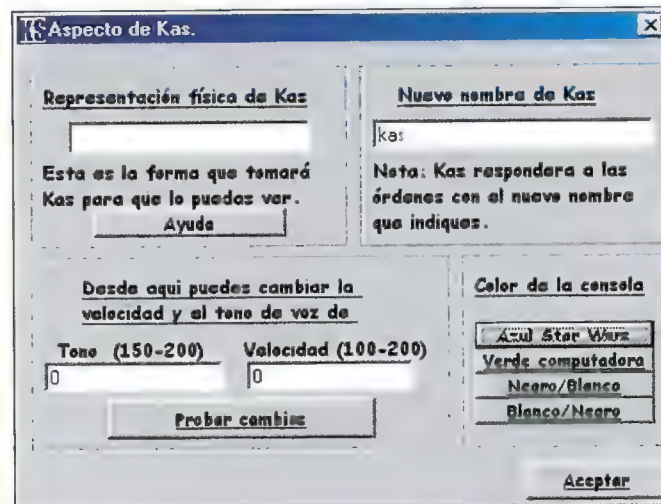 Aspecto de Kas.
Representación física de Kas
Esta es la forma que tomará
Kas para que lo puedas ver.
Ayuda
Nuevo nombre de Kas
kas
Nota: Kas respondera a las
órdenes con el nuevo nombre
que indiques.
Desde aqui puedes cambiar la
velocidad y el tono de voz de
Tono (150-200)
Velocidad (100-200)
0
0
Probar cambios
Color de la consola
Azul Star Wars
Verde computadora
Negro/Blanco
Blanco/Negro
Aceptar